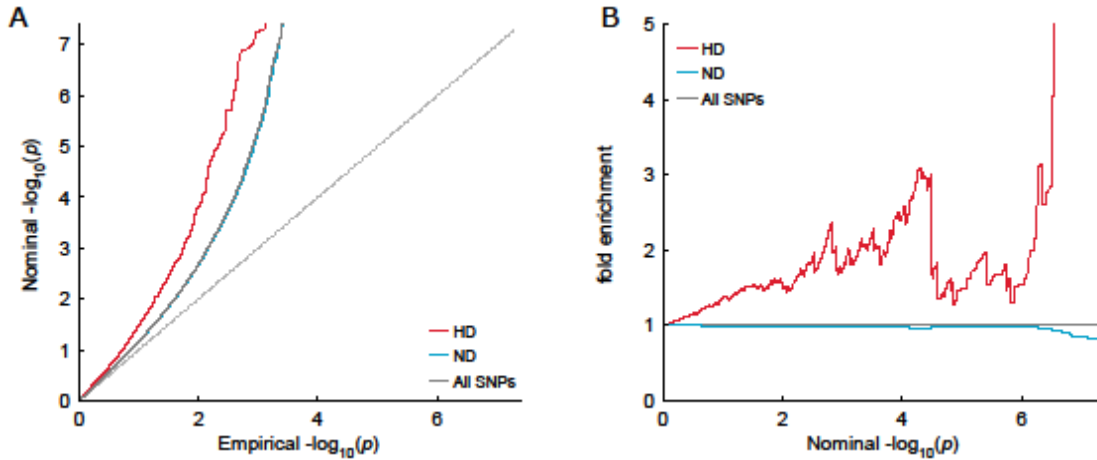 A
7
6
5
4
3
2
1
0
Nominal -log10(p)
HD
ND
All SNPs
0
2
4
6
Empirical -log10(p)
B
5
4
3
2
1
0
fold enrichment
HD
ND
All SNPs
0
2
4
6
Nominal -log10(p)